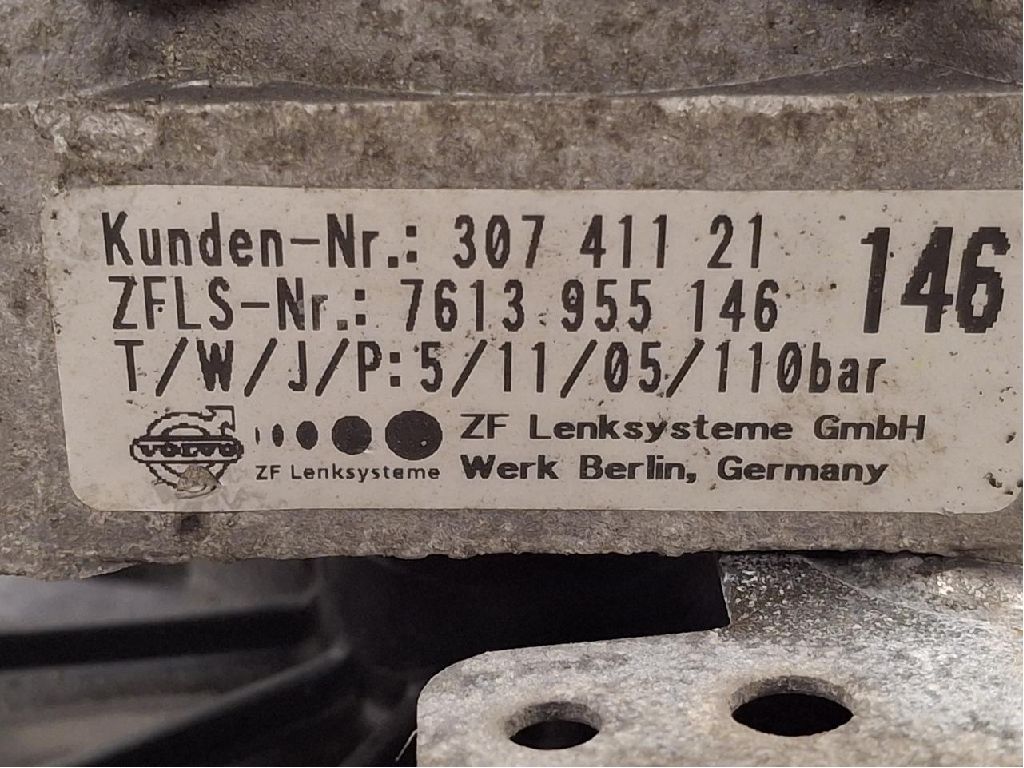 Kunden-Nr.: 307 411 21
146
ZFLS-Nr.: 7613 955 146
T/W/J/P:5/11/05/110bar
VOLVO
ZF Lenksysteme
ZF Lenksysteme GmbH
Werk Berlin, Germany